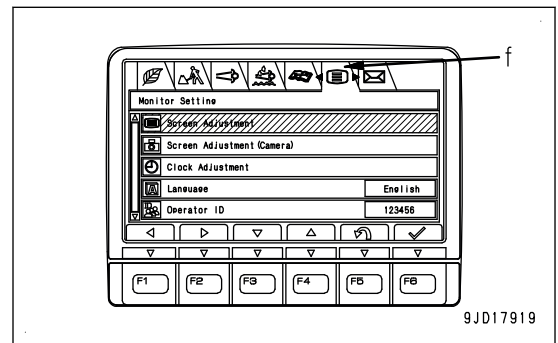 f
Monitor Setting
Screen Adjustment
Screen Adjustment (Camera)
Clock Adjustment
A Language English
Operator ID 123456
F1 F2 F3 F4 F5 F6
9JD17919